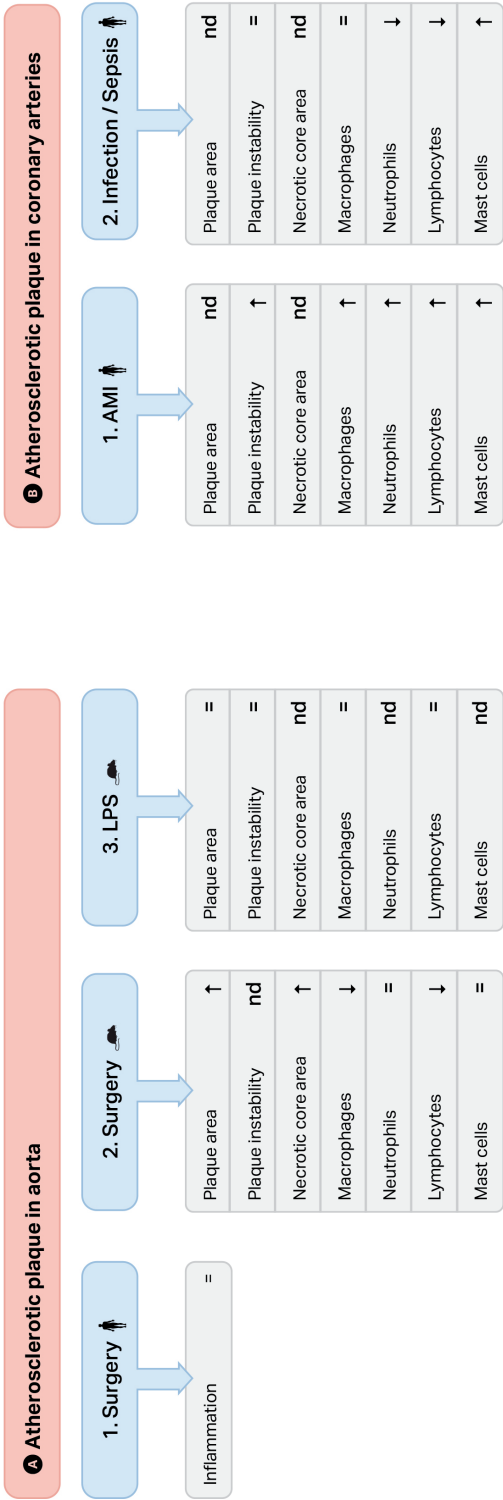 A Atherosclerotic plaque in aorta
1. Surgery
Inflammation =
2. Surgery
Plaque area ↑
Plaque instability nd
Necrotic core area ↑
Macrophages ↓
Neutrophils =
Lymphocytes ↓
Mast cells =
3. LPS
Plaque area =
Plaque instability =
Necrotic core area nd
Macrophages =
Neutrophils nd
Lymphocytes =
Mast cells nd
B Atherosclerotic plaque in coronary arteries
1. AMI
Plaque area nd
Plaque instability ↑
Necrotic core area nd
Macrophages ↑
Neutrophils ↑
Lymphocytes ↑
Mast cells ↑
2. Infection / Sepsis
Plaque area nd
Plaque instability =
Necrotic core area nd
Macrophages =
Neutrophils ↓
Lymphocytes ↓
Mast cells ↑